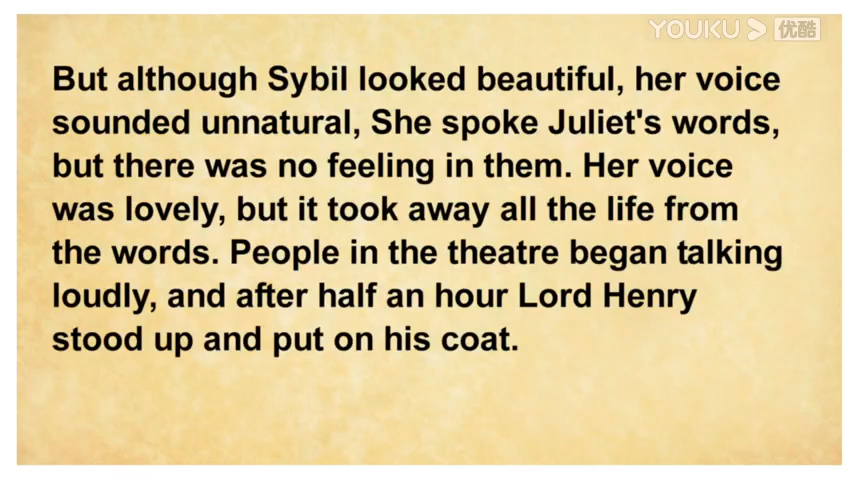 YOUKU 优酷
But although Sybil looked beautiful, her voice
sounded unnatural, She spoke Juliet's words,
but there was no feeling in them. Her voice
was lovely, but it took away all the life from
the words. People in the theatre began talking
loudly, and after half an hour Lord Henry
stood up and put on his coat.